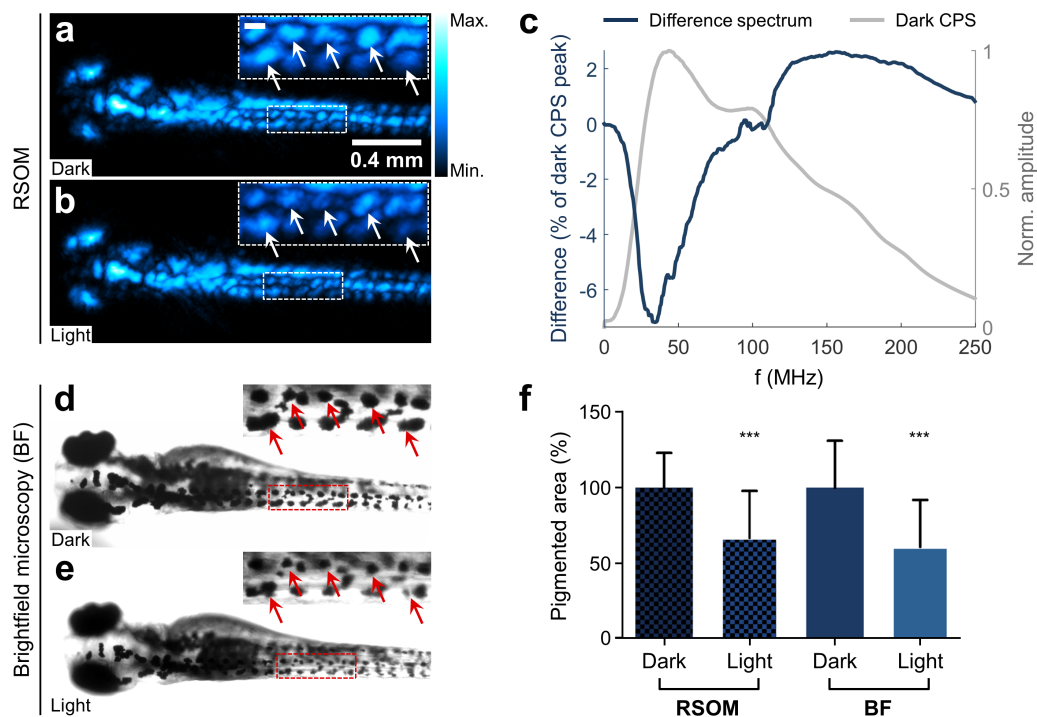 RSOM
a
Max.
0.4 mm
Dark
Min.
b
Light
c
Difference spectrum
Dark CPS
Difference (% of dark CPS peak)
2
0
-2
-4
-6
1
0.5
0
Norm. amplitude
0 50 100 150 200 250
f (MHz)
Brightfield microscopy (BF)
d
Dark
e
Light
f
Pigmented area (%)
150
100
50
0
*** ***
Dark Light Dark Light
RSOM BF